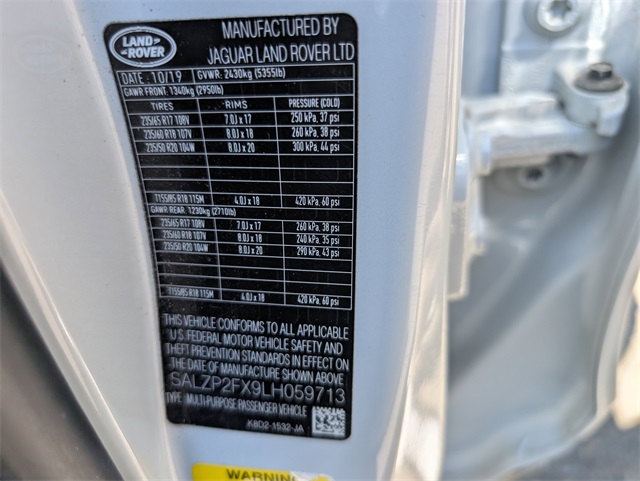 LAND
ROVER
MANUFACTURED BY
JAGUAR LAND ROVER LTD
DATE 10/19 GVWR: 2430kg (5355lb)
GAWR FRONT: 1340kg (2950lb)
TIRES RIMS PRESSURE (COLD)
235/65 R17 108V 7.0J x 17 250 kPa, 37 psi
235/60 R18 107V 8.0J x 18 260 kPa, 38 psi
235/50 R20 104W 8.0J x 20 300 kPa, 44 psi
T155/85 R18 115M 4.0J x 18 420 kPa, 60 psi
GAWR REAR: 1230kg (2710lb)
235/65 R17 108V 7.0J x 17 260 kPa, 38 psi
235/60 R18 107V 8.0J x 18 240 kPa, 35 psi
235/50 R20 104W 8.0J x 20 290 kPa, 43 psi
T155/85 R18 115M 4.0J x 18 420 kPa, 60 psi
THIS VEHICLE CONFORMS TO ALL APPLICABLE
U.S. FEDERAL MOTOR VEHICLE SAFETY AND
THEFT PREVENTION STANDARDS IN EFFECT ON
THE DATE OF MANUFACTURE SHOWN ABOVE
SALZP2FX9LH059713
TYPE: MULTI-PURPOSE PASSENGER VEHICLE
K8D2-1532-JA
WARNING